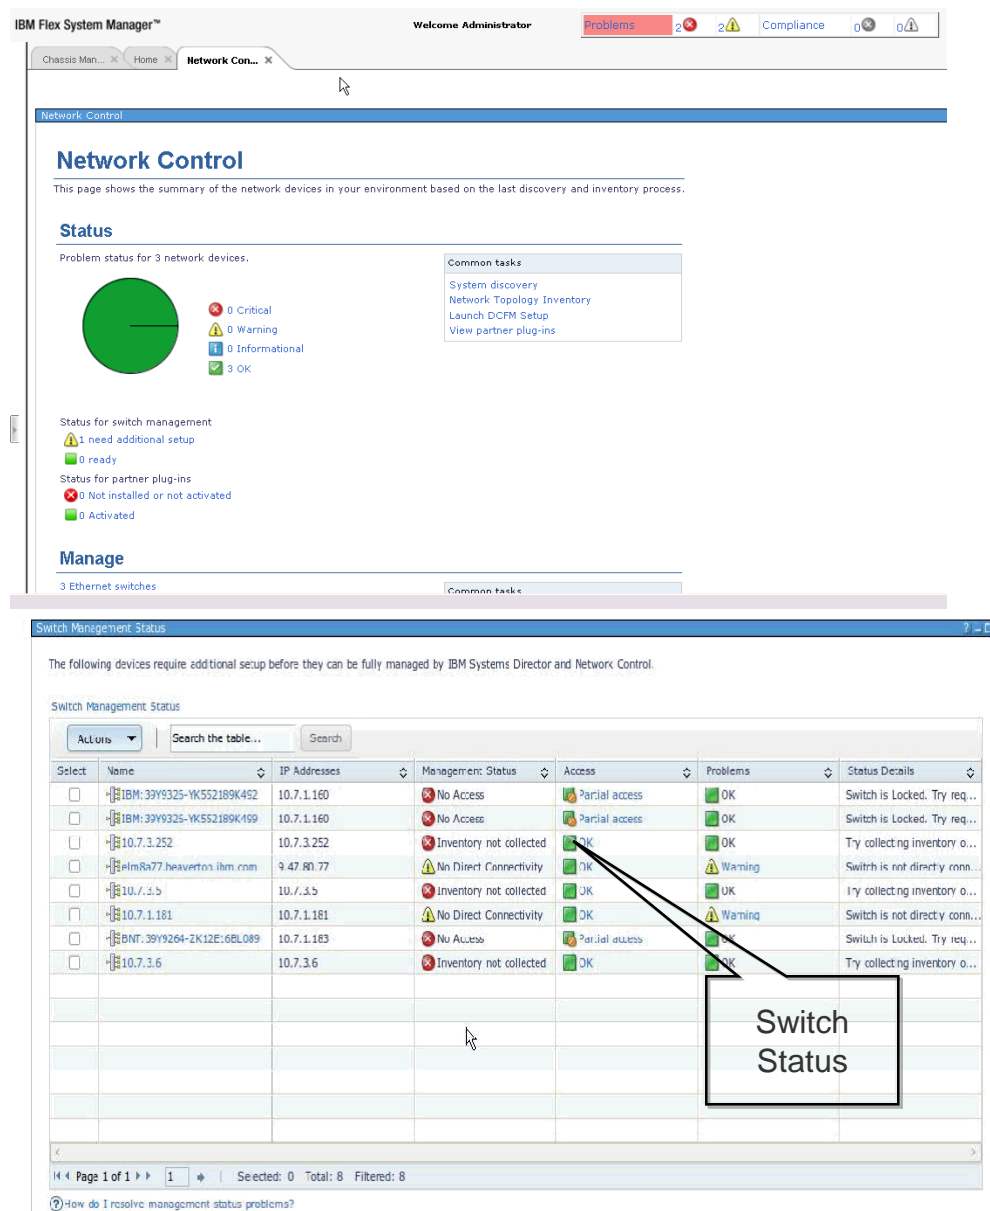 IBM Flex System Manager™ Welcome Administrator Problems 2 2 Compliance 0 0
Chassis Man... Home Network Con...
Network Control
Network Control
This page shows the summary of the network devices in your environment based on the last discovery and inventory process.
Status
Problem status for 3 network devices.
0 Critical
0 Warning
0 Informational
3 OK
Common tasks
System discovery
Network Topology Inventory
Launch DCFM Setup
View partner plug-ins
Status for switch management
1 need additional setup
0 ready
Status for partner plug-ins
0 Not installed or not activated
0 Activated
Manage
3 Ethernet switches
Common tasks
Switch Management Status
The following devices require additional setup before they can be fully managed by IBM Systems Director and Network Control.
Switch Management Status
Actions Search the table... Search
Select Name IP Addresses Management Status Access Problems Status Details
IBM: 39Y9325-YK552189K492 10.7.1.160 No Access Partial access OK Switch is Locked. Try req...
IBM: 39Y9325-YK552189K499 10.7.1.160 No Access Partial access OK Switch is Locked. Try req...
10.7.3.252 10.7.3.252 Inventory not collected OK OK Try collecting inventory o...
elm8a77.beaverton.ibm.com 9.47.80.77 No Direct Connectivity OK Warning Switch is not directly conn...
10.7.3.5 10.7.3.5 Inventory not collected OK OK Try collecting inventory o...
10.7.1.181 10.7.1.181 No Direct Connectivity OK Warning Switch is not directly conn...
BNT: 39Y9264- 10.7.1.183 No Access Partial access OK Switch is Locked. Try req...
10.7.3.6 10.7.3.6 Inventory not collected OK OK Try collecting inventory o...
Switch
Status
Page 1 of 1 1 Selected: 0 Total: 8 Filtered: 8
How do I resolve management status problems?